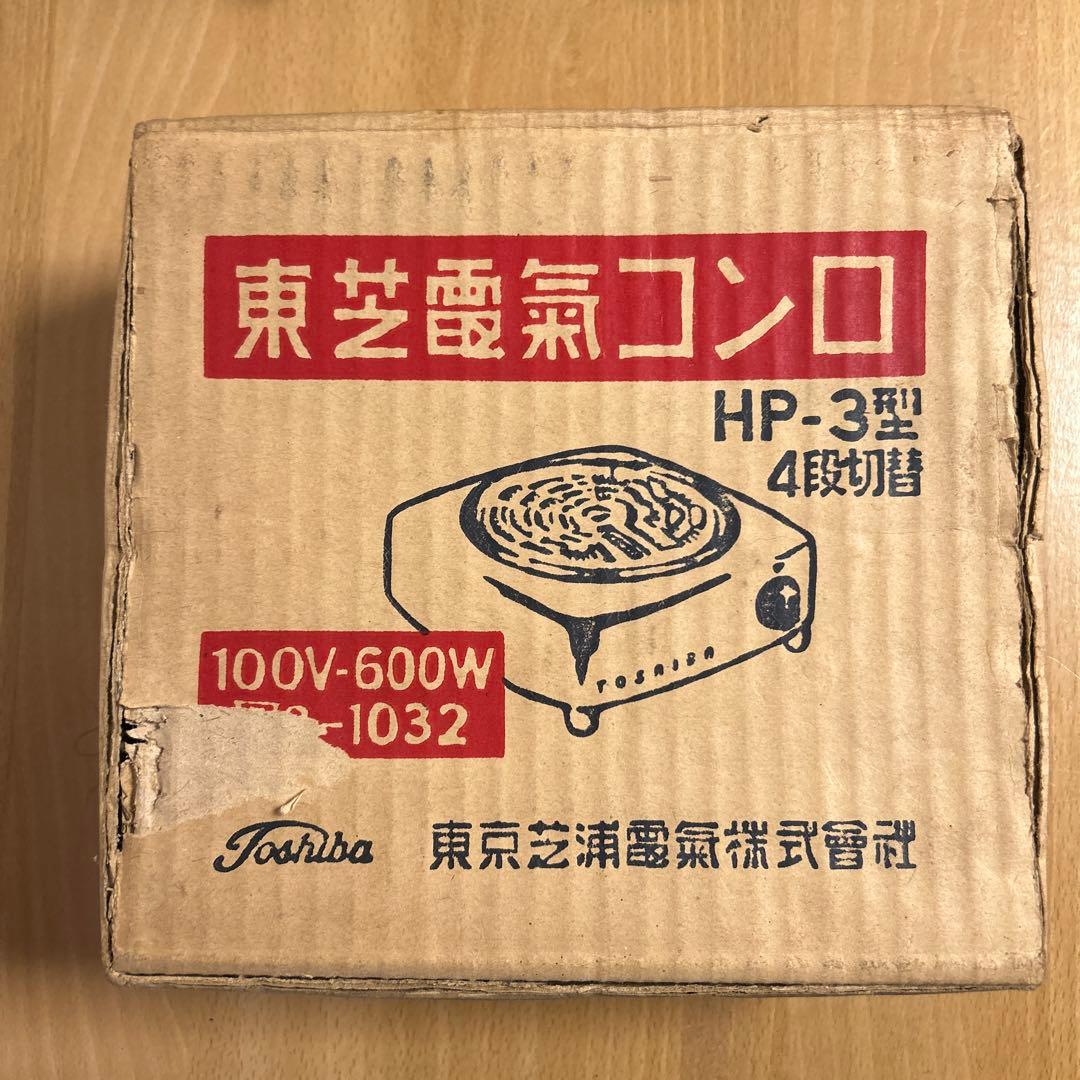 東芝電氣コンロ
HP-3型
4段切替
TOSHIBA
100V-600W
-1032
Toshiba 東京芝浦電氣株式會社